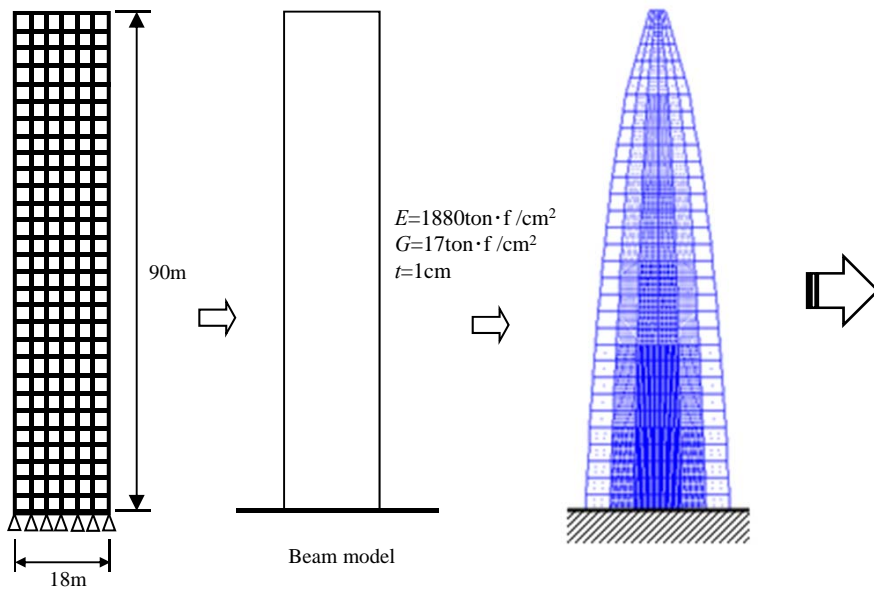 90m
18m
Beam model
E=1880ton･f /cm²
G=17ton･f /cm²
t=1cm